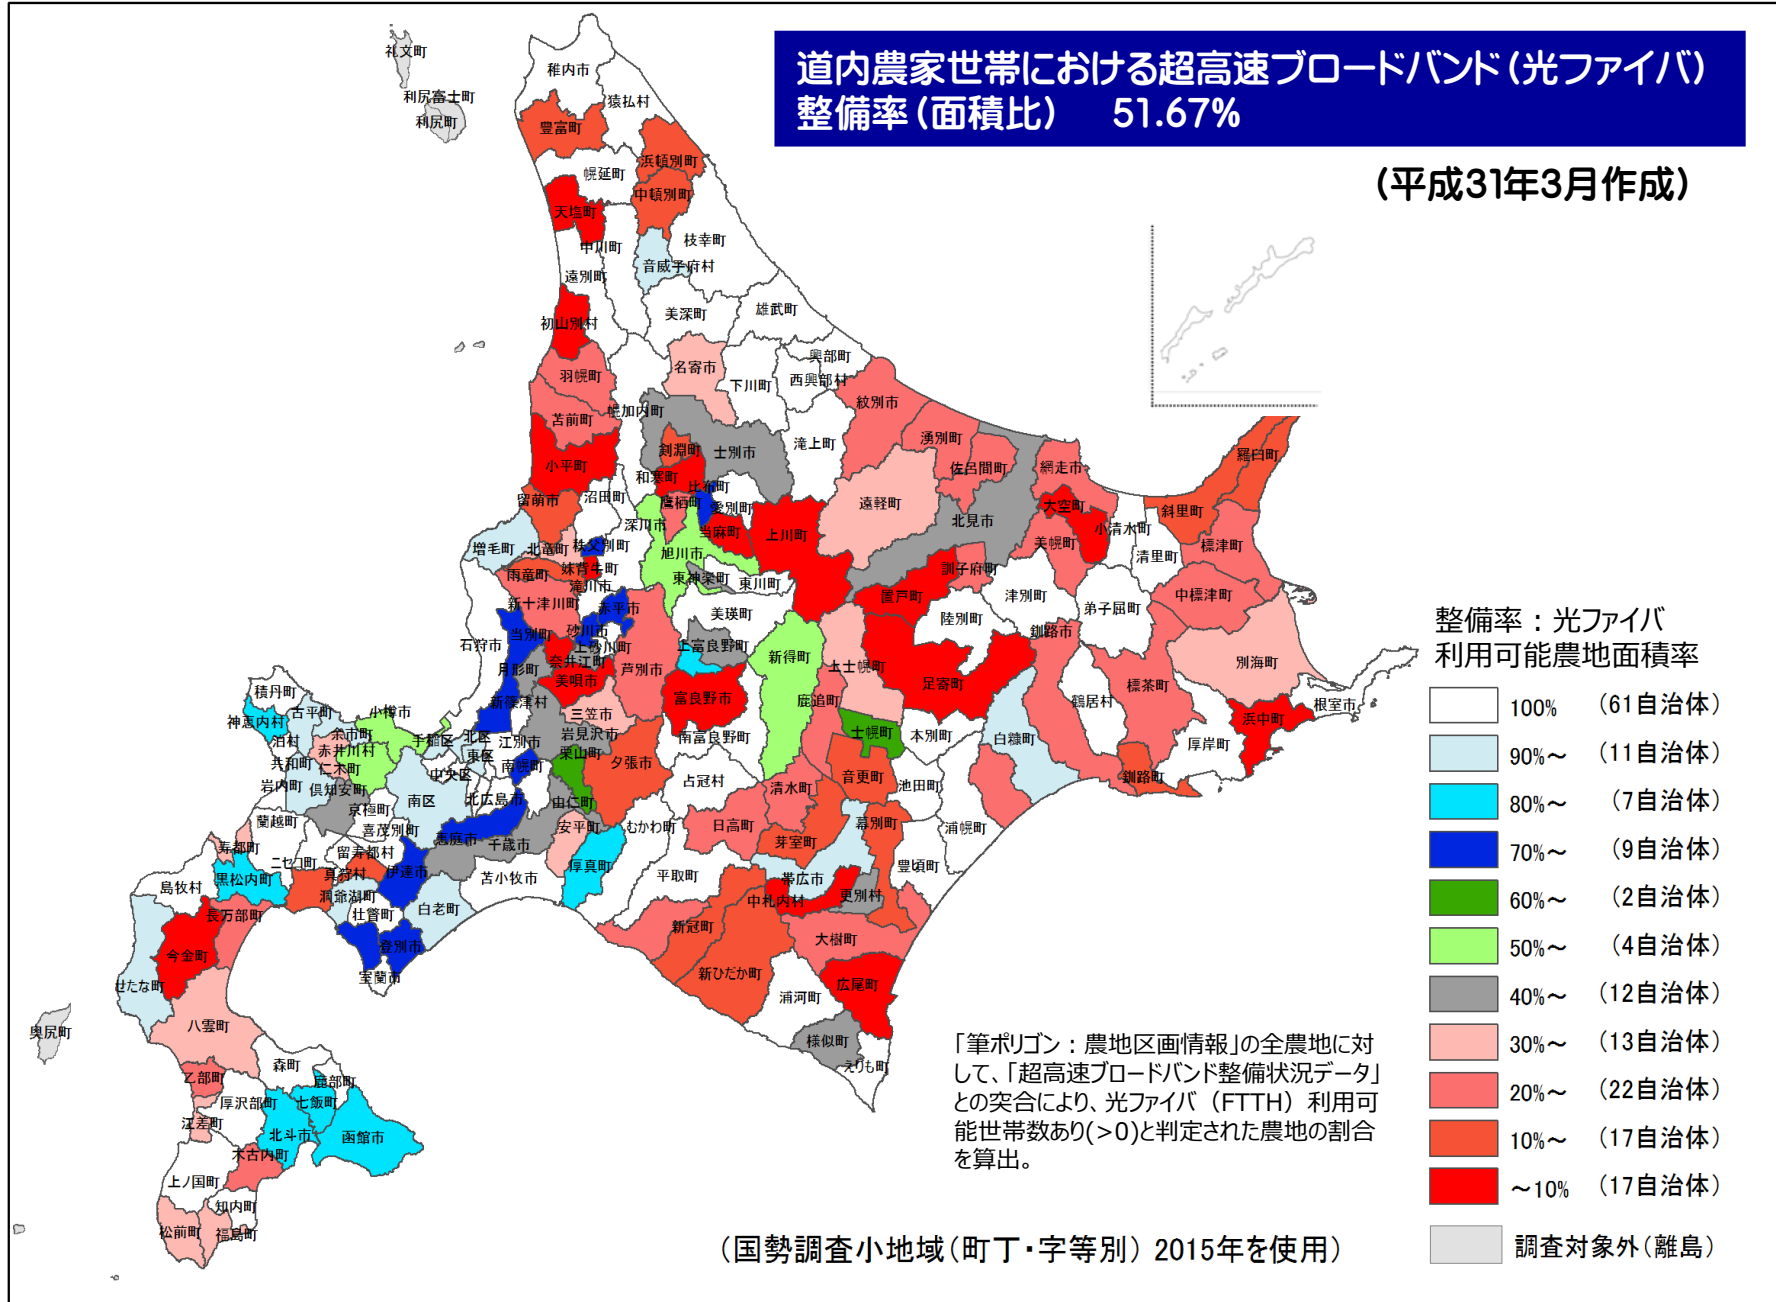 道内農家世帯における超高速ブロードバンド(光ファイバ)
整備率(面積比) 51.67%
(平成31年3月作成)
礼文町
利尻富士町
利尻町
稚内市
猿払村
豊富町
浜頓別町
幌延町
中頓別町
天塩町
中川町
枝幸町
音威子府村
遠別町
美深町
雄武町
初山別村
興部町
名寄市
西興部村
下川町
羽幌町
紋別市
幌加内町
苫前町
滝上町
湧別町
士別市
剣淵町
羅臼町
小平町
佐呂間町
網走市
和寒町
比布町
沼田町
留萌市
鷹栖町
愛別町
遠軽町
大空町
斜里町
深川市
北見市
小清水町
当麻町
上川町
標津町
増毛町
北竜町
秩父別町
旭川市
美幌町
清里町
妹背牛町
雨竜町
訓子府町
東神楽町
東川町
滝川市
置戸町
津別町
中標津町
新十津川町
赤平市
弟子屈町
美瑛町
陸別町
砂川市
釧路市
当別町
石狩市
上砂川町
上富良野町
新得町
奈井江町
月形町
芦別市
上士幌町
別海町
美唄市
足寄町
標茶町
積丹町
富良野市
鶴居村
鹿追町
根室市
新篠津村
古平町
小樽市
三笠市
浜中町
神恵内村
士幌町
岩見沢市
余市町
北区
手稲区
江別市
南富良野町
本別町
白糠町
泊村
赤井川村
東区
栗山町
厚岸町
共和町
仁木町
中央区
南幌町
夕張市
占冠村
音更町
釧路町
岩内町
倶知安町
南区
北広島市
由仁町
清水町
池田町
京極町
蘭越町
喜茂別町
恵庭市
安平町
むかわ町
日高町
幕別町
浦幌町
寿都町
留寿都村
千歳市
芽室町
ニセコ町
真狩村
伊達市
厚真町
豊頃町
黒松内町
苫小牧市
平取町
帯広市
島牧村
洞爺湖町
白老町
中札内村
更別村
長万部町
壮瞥町
新冠町
大樹町
今金町
登別市
新ひだか町
室蘭市
広尾町
せたな町
浦河町
奥尻町
八雲町
様似町
森町
えりも町
乙部町
鹿部町
厚沢部町
七飯町
江差町
北斗市
函館市
木古内町
上ノ国町
知内町
松前町
福島町
整備率:光ファイバ
利用可能農地面積率
100% (61自治体)
90%~ (11自治体)
80%~ (7自治体)
70%~ (9自治体)
60%~ (2自治体)
50%~ (4自治体)
40%~ (12自治体)
30%~ (13自治体)
20%~ (22自治体)
10%~ (17自治体)
~10% (17自治体)
調査対象外(離島)
「筆ポリゴン:農地区画情報」の全農地に対
して、「超高速ブロードバンド整備状況データ」
との突合により、光ファイバ(FTTH)利用可
能世帯数あり(>0)と判定された農地の割合
を算出。
(国勢調査小地域(町丁・字等別) 2015年を使用)